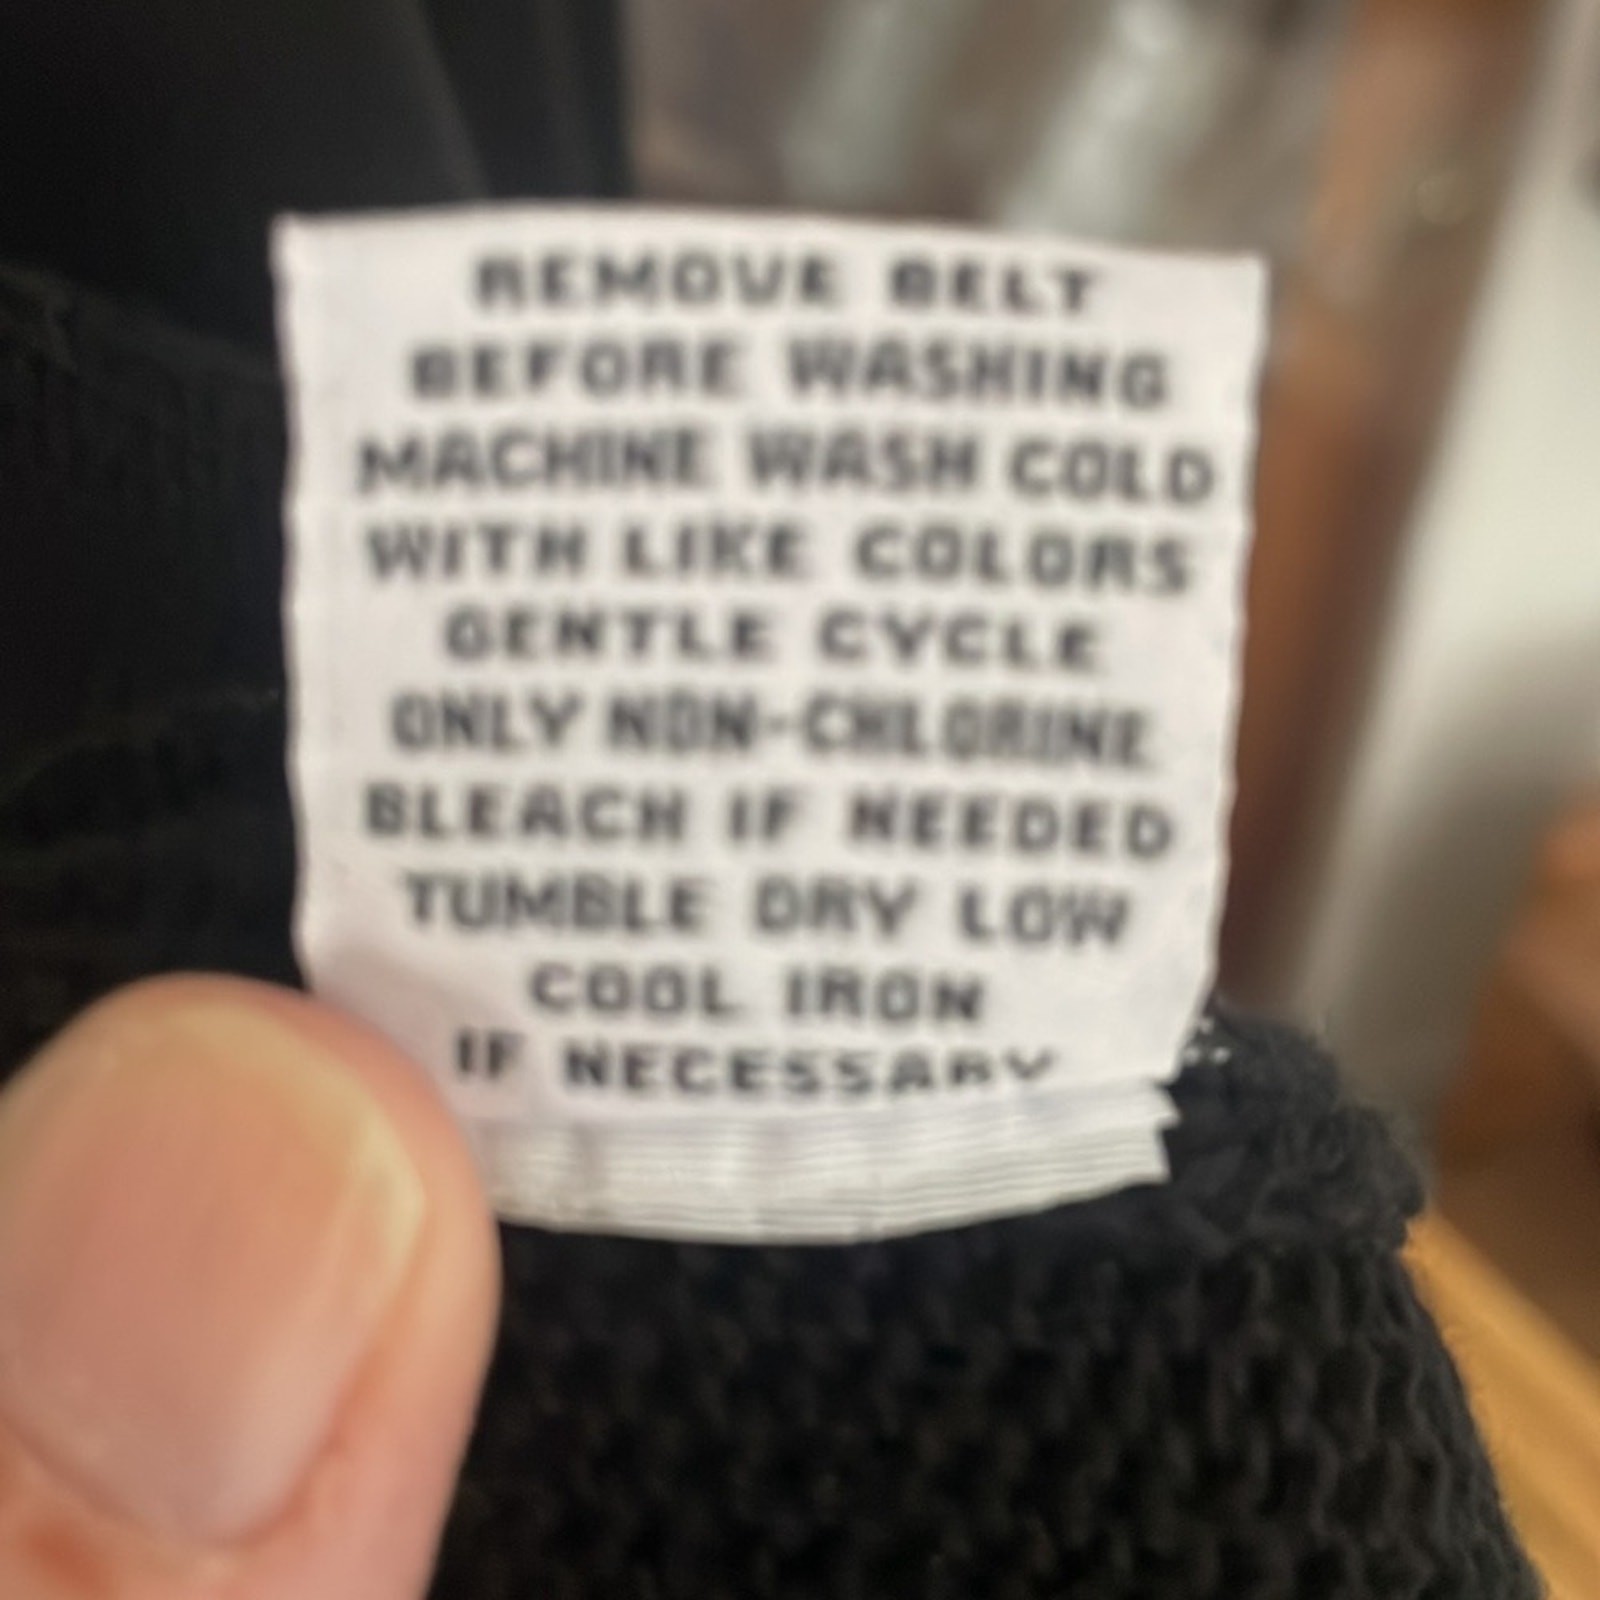 REMOVE BELT
BEFORE WASHING
MACHINE WASH COLD
WITH LIKE COLORS
GENTLE CYCLE
ONLY NON-CHLORINE
BLEACH IF NEEDED
TUMBLE DRY LOW
COOL IRON
IF NECESSARY